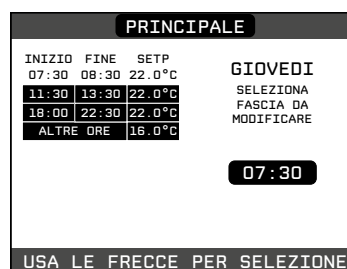 PRINCIPALE
INIZIO FINE SETP
07:30 08:30 22.0°C
11:30 13:30 22.0°C
18:00 22:30 22.0°C
ALTRE ORE 16.0°C
GIOVEDI
SELEZIONA
FASCIA DA
MODIFICARE
07:30
USA LE FRECCE PER SELEZIONE